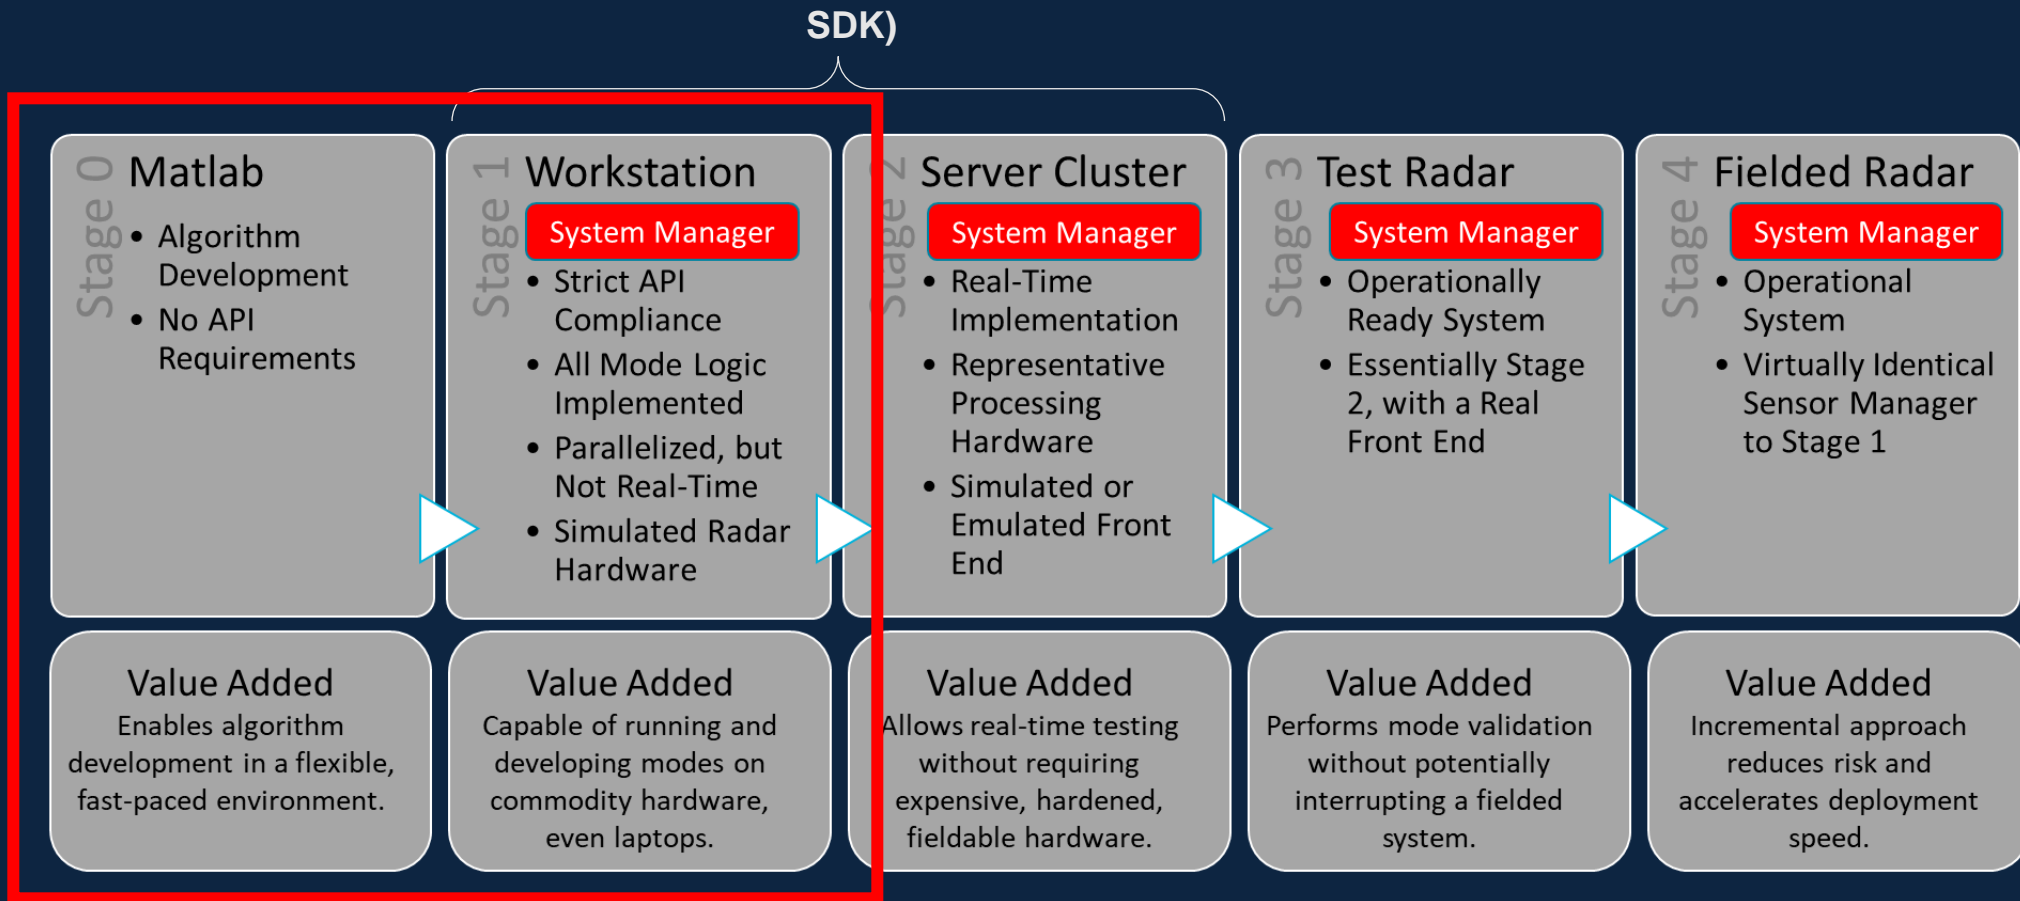 SDK)
Stage 0
Matlab
• Algorithm
Development
• No API
Requirements
Stage 1
Workstation
System Manager
• Strict API
Compliance
• All Mode Logic
Implemented
• Parallelized, but
Not Real-Time
• Simulated Radar
Hardware
Stage 2
Server Cluster
System Manager
• Real-Time
Implementation
• Representative
Processing
Hardware
• Simulated or
Emulated Front
End
Stage 3
Test Radar
System Manager
• Operationally
Ready System
• Essentially Stage
2, with a Real
Front End
Stage 4
Fielded Radar
System Manager
• Operational
System
• Virtually Identical
Sensor Manager
to Stage 1
Value Added
Enables algorithm
development in a flexible,
fast-paced environment.
Value Added
Capable of running and
developing modes on
commodity hardware,
even laptops.
Value Added
Allows real-time testing
without requiring
expensive, hardened,
fieldable hardware.
Value Added
Performs mode validation
without potentially
interrupting a fielded
system.
Value Added
Incremental approach
reduces risk and
accelerates deployment
speed.